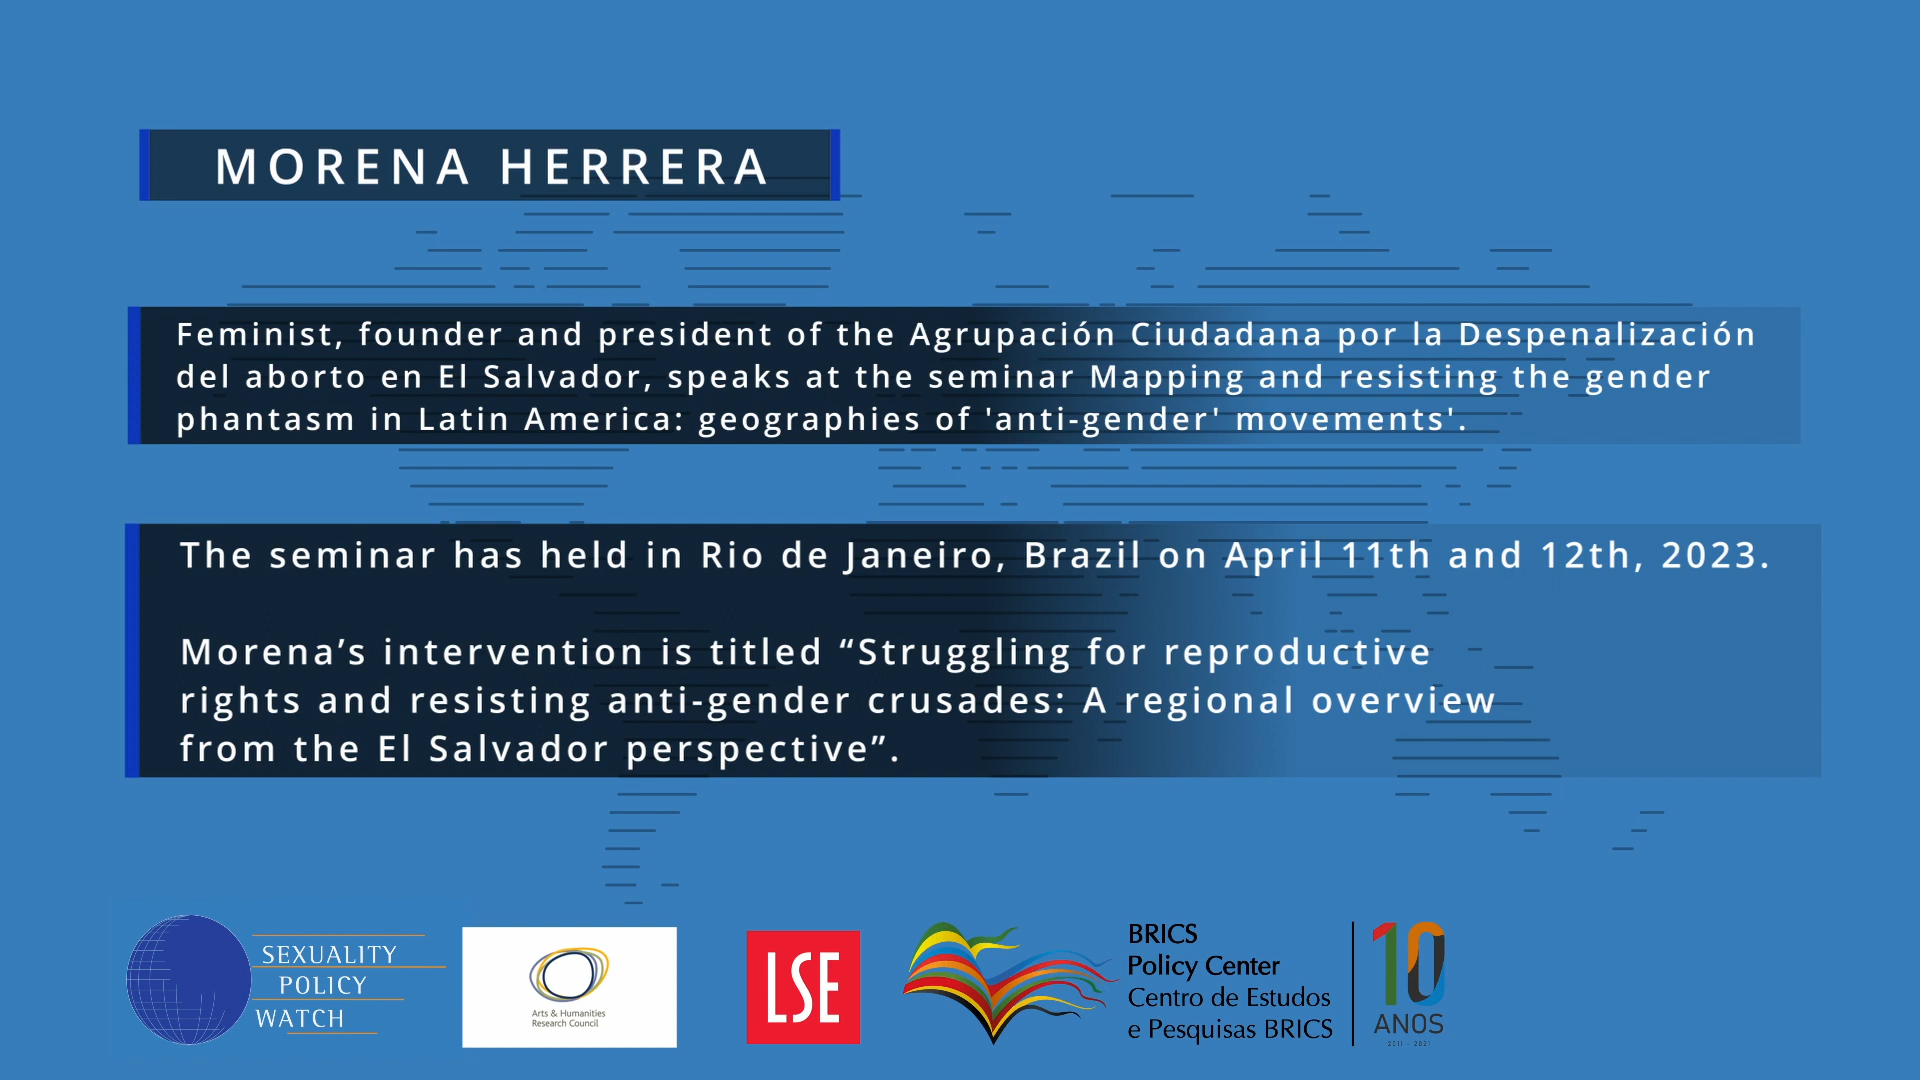 MORENA HERRERA
Feminist, founder and president of the Agrupación Ciudadana por la Despenalización
del aborto en El Salvador, speaks at the seminar Mapping and resisting the gender
phantasm in Latin America: geographies of 'anti-gender' movements'.
The seminar has held in Rio de Janeiro, Brazil on April 11th and 12th, 2023.
Morena’s intervention is titled “Struggling for reproductive
rights and resisting anti-gender crusades: A regional overview
from the El Salvador perspective”.
SEXUALITY
POLICY
WATCH
Arts & Humanities
Research Council
LSE
BRICS
Policy Center
Centro de Estudos
e Pesquisas BRICS
10
ANOS
2011 - 2021